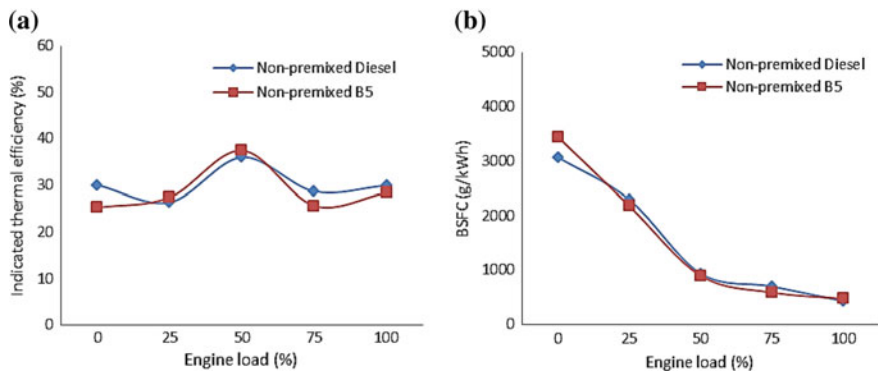 (a)
60
50
40
30
20
10
0
Indicated thermal efficiency (%)
Non-premixed Diesel
Non-premixed B5
0 25 50 75 100
Engine load (%)
(b)
5000
4000
3000
2000
1000
0
BSFC (g/kWh)
Non-premixed Diesel
Non-premixed B5
0 25 50 75 100
Engine load (%)